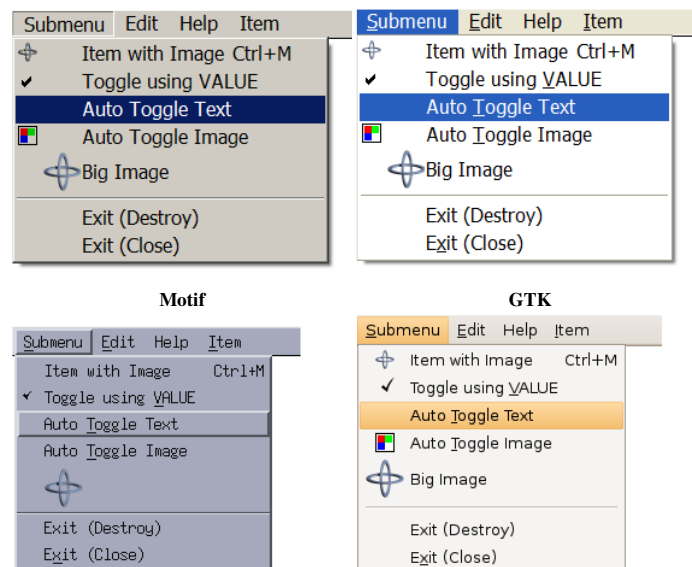 Submenu Edit Help Item
Item with Image Ctrl+M
Toggle using VALUE
Auto Toggle Text
Auto Toggle Image
Big Image
Exit (Destroy)
Exit (Close)
Submenu Edit Help Item
Item with Image Ctrl+M
Toggle using VALUE
Auto Toggle Text
Auto Toggle Image
Big Image
Exit (Destroy)
Exit (Close)
Motif
Submenu Edit Help Item
Item with Image Ctrl+M
Toggle using VALUE
Auto Toggle Text
Auto Toggle Image
Exit (Destroy)
Exit (Close)
GTK
Submenu Edit Help Item
Item with Image Ctrl+M
Toggle using VALUE
Auto Toggle Text
Auto Toggle Image
Big Image
Exit (Destroy)
Exit (Close)